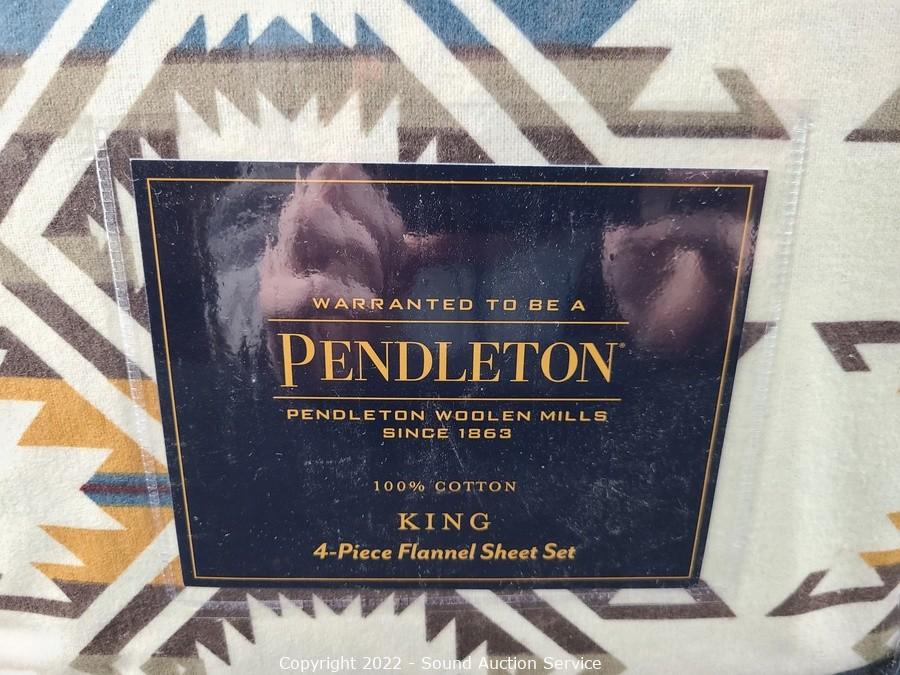 WARRANTED TO BE A
PENDLETON®
PENDLETON WOOLEN MILLS
SINCE 1863
100% COTTON
KING
4-Piece Flannel Sheet Set
Copyright 2022 - Sound Auction Service